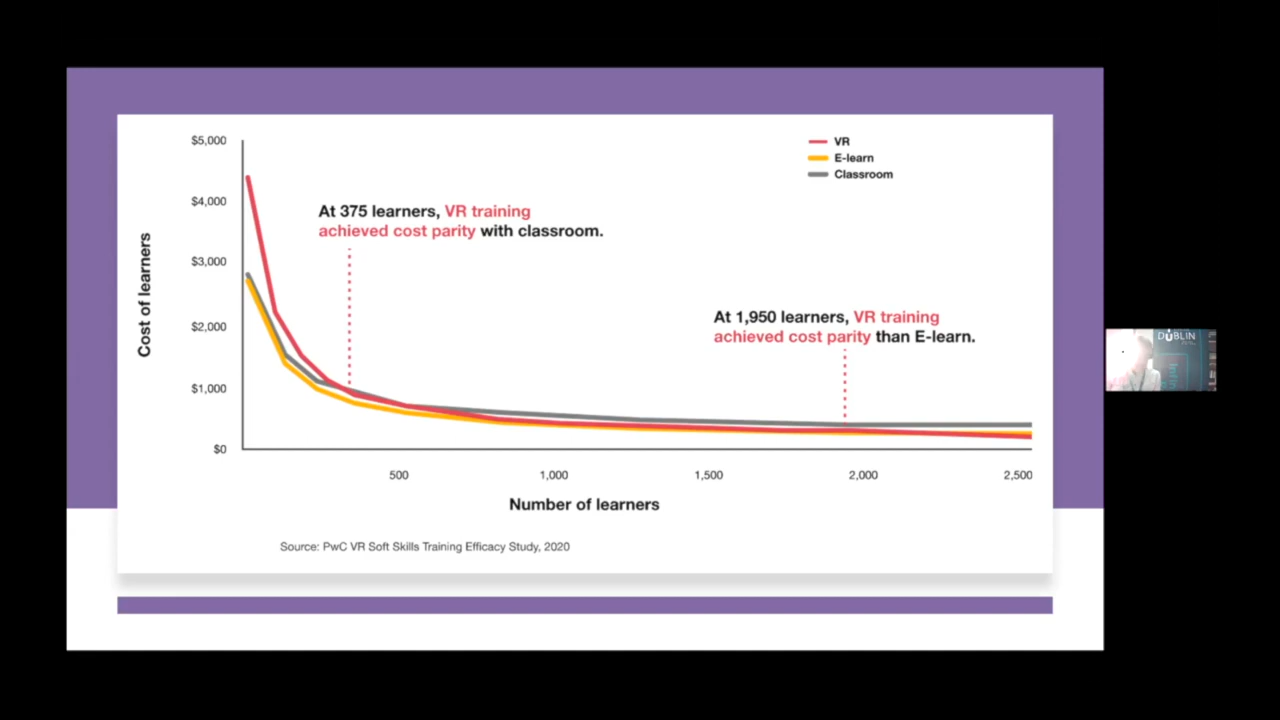 $5,000
$4,000
$3,000
$2,000
$1,000
$0
Cost of learners
VR
E-learn
Classroom
At 375 learners, VR training
achieved cost parity with classroom.
At 1,950 learners, VR training
achieved cost parity than E-learn.
500
1,000
1,500
2,000
2,500
Number of learners
Source: PwC VR Soft Skills Training Efficacy Study, 2020
DUBLIN